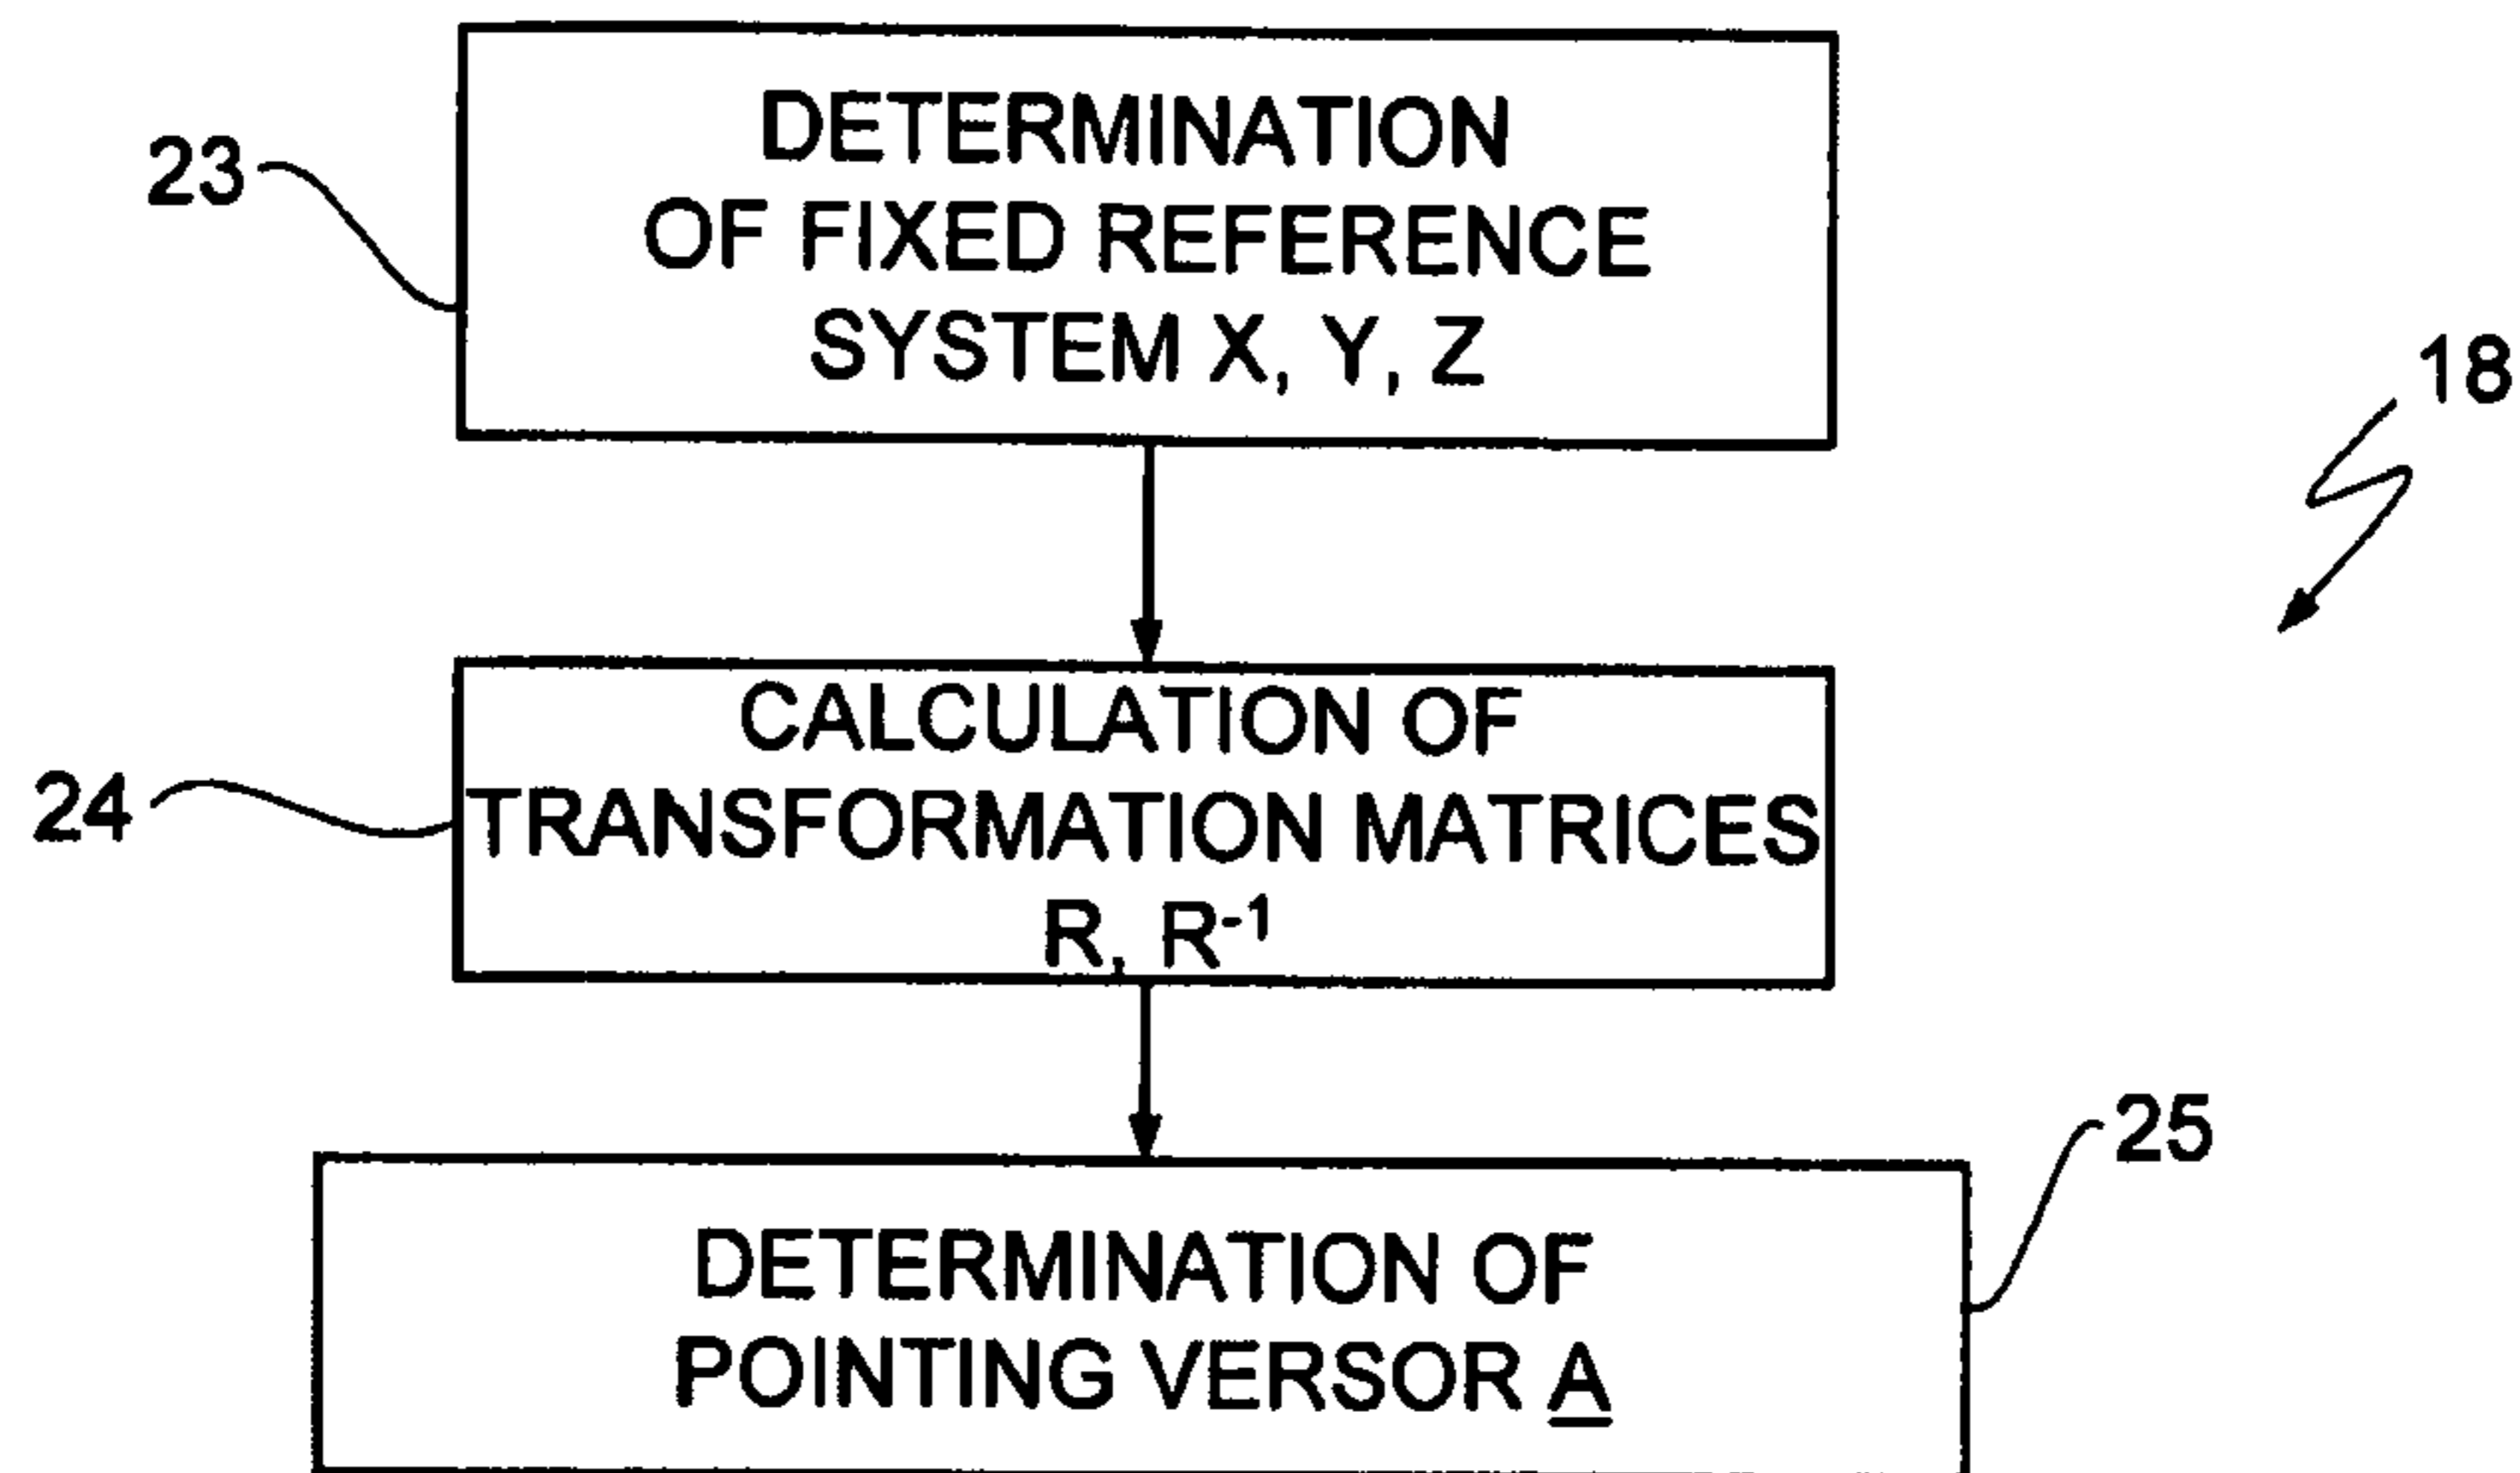 DETERMINATION
OF FIXED REFERENCE
SYSTEM X, Y, Z
23
18
CALCULATION OF
TRANSFORMATION MATRICES
R, R⁻¹
24
25
DETERMINATION OF
POINTING VERSOR A